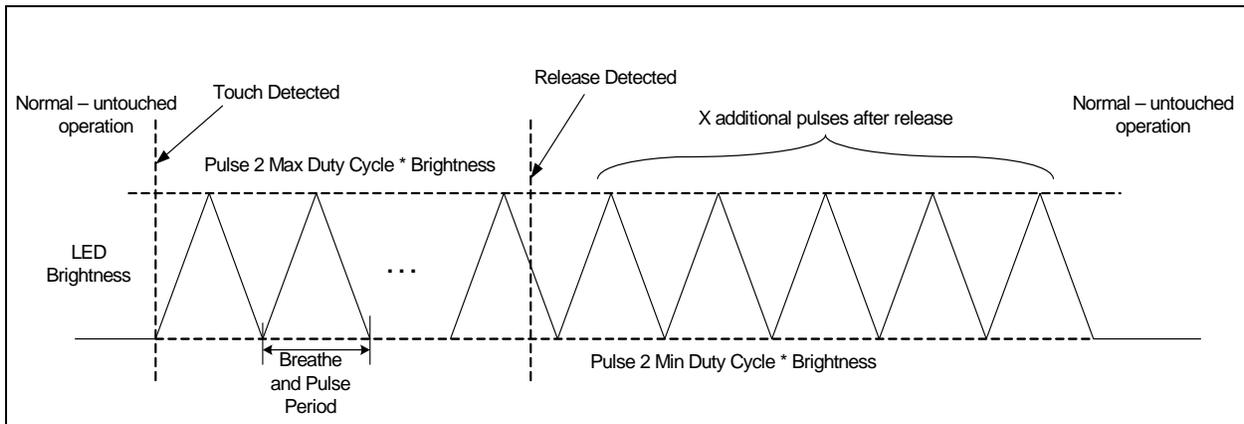 Normal – untouched
operation
Touch Detected
Release Detected
X additional pulses after release
Normal – untouched
operation
Pulse 2 Max Duty Cycle * Brightness
LED
Brightness
...
Breathe
and Pulse
Period
Pulse 2 Min Duty Cycle * Brightness